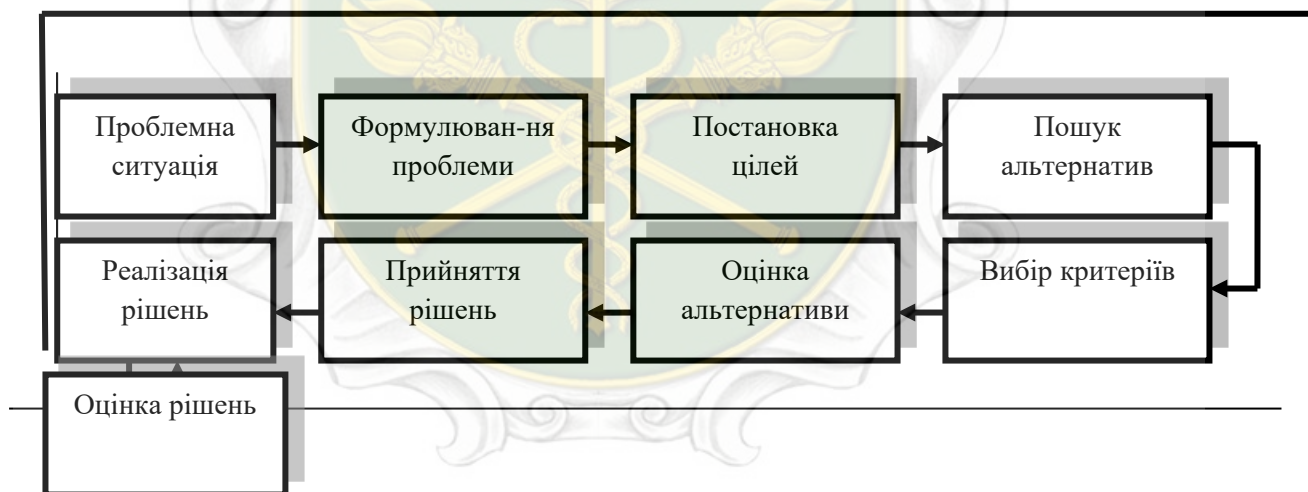 Проблемна
ситуація
Формулюван-ня
проблеми
Постановка
цілей
Пошук
альтернатив
Реалізація
рішень
Прийняття
рішень
Оцінка
альтернативи
Вибір критеріїв
Оцінка рішень